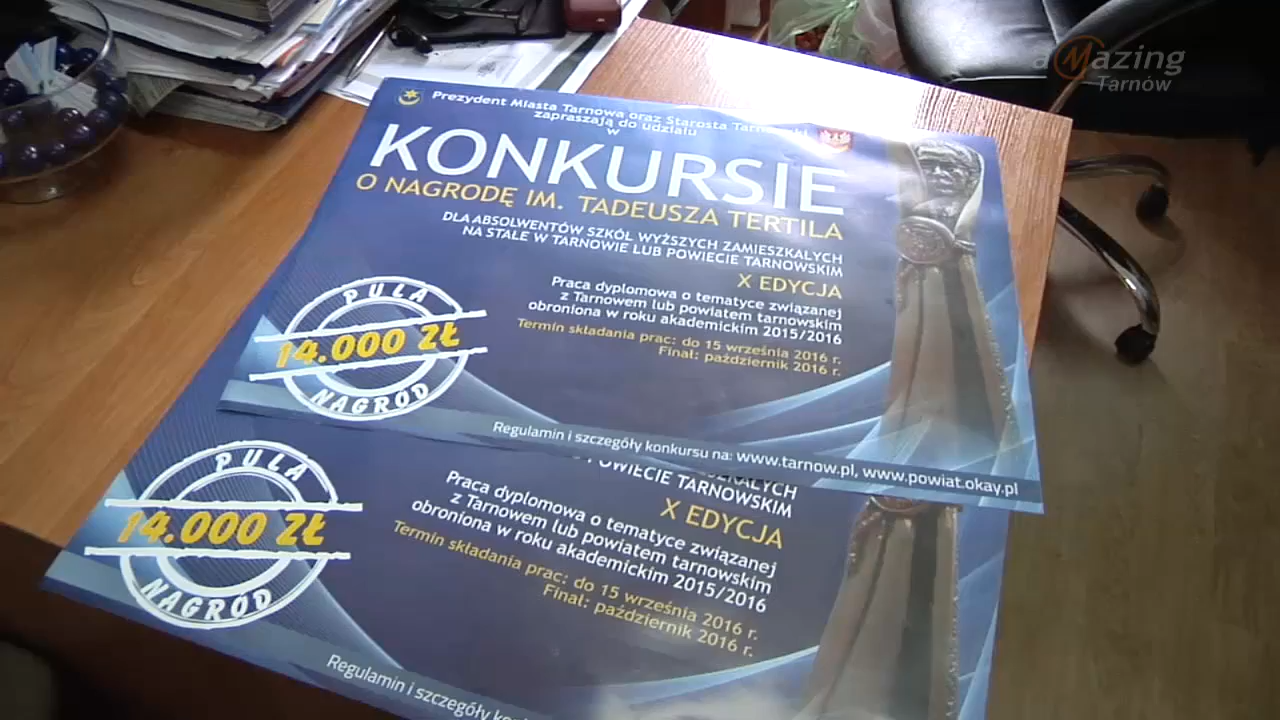 aMazing
Tarnów
Prezydent Miasta Tarnowa oraz Starosta Tarnowski
zapraszają do udziału
w
KONKURSIE
O NAGRODĘ IM. TADEUSZA TERTILA
DLA ABSOLWENTÓW SZKÓŁ WYŻSZYCH ZAMIESZKAŁYCH
NA STAŁE W TARNOWIE LUB POWIECIE TARNOWSKIM
X EDYCJA
Praca dyplomowa o tematyce związanej
z Tarnowem lub powiatem tarnowskim
obroniona w roku akademickim 2015/2016
Termin składania prac: do 15 września 2016 r.
Finał: październik 2016 r.
PULA
14.000 ZŁ
NAGRÓD
Regulamin i szczegóły konkursu na: www.tarnow.pl, www.powiat.okay.pl
POWIECIE TARNOWSKIM
X EDYCJA
Praca dyplomowa o tematyce związanej
z Tarnowem lub powiatem tarnowskim
obroniona w roku akademickim 2015/2016
Termin składania prac: do 15 września 2016 r.
Finał: październik 2016 r.
PULA
14.000 ZŁ
NAGRÓD
Regulamin i szczegóły